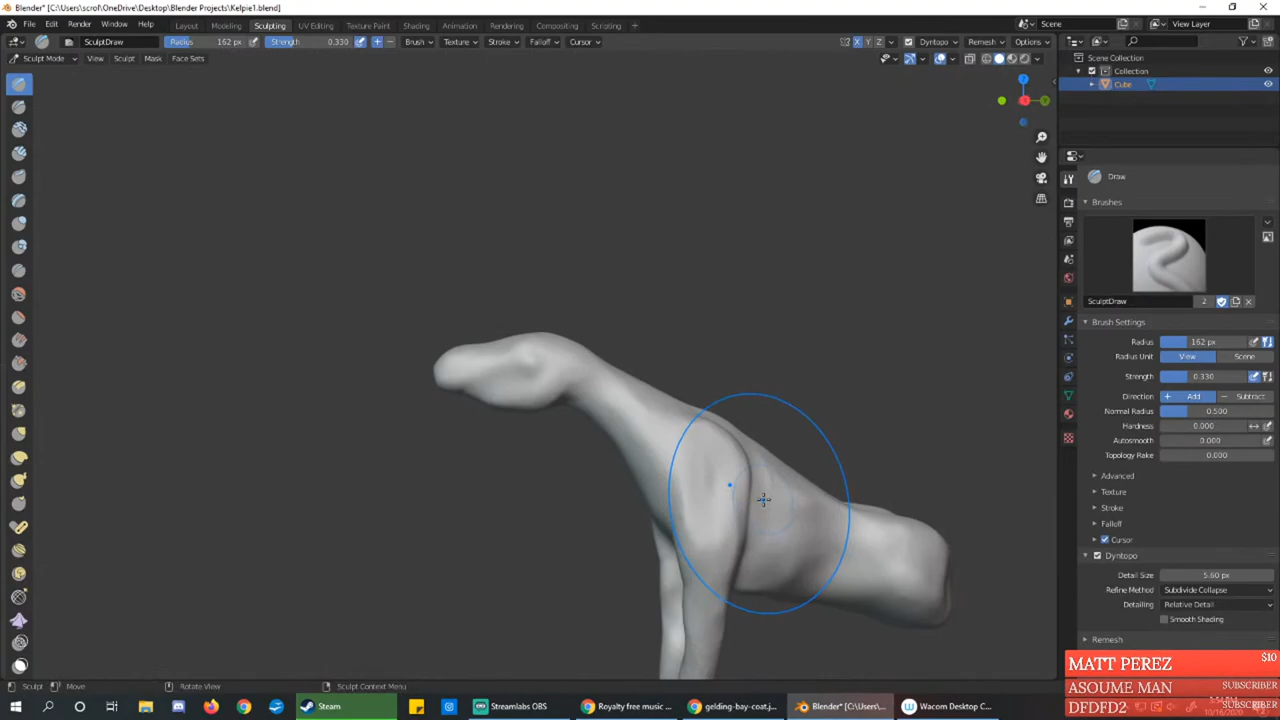 Blender* [C:\Users\scrof\OneDrive\Desktop\Blender Projects\Kelpie1.blend]
File Edit Render Window Help Layout Modeling Sculpting UV Editing Texture Paint Shading Animation Rendering Compositing Scripting + Scene View Layer
SculptDraw Radius 162 px Strength 0.330 Brush Texture Stroke Falloff Cursor X Y Z Dyntopo Remesh Options
Sculpt Mode View Sculpt Mask Face Sets
Scene Collection
Collection
Cube
Draw
Brushes
SculptDraw 2
Brush Settings
Radius 162 px
Radius Unit View Scene
Strength 0.330
Direction + Add − Subtract
Normal Radius 0.500
Hardness 0.000
Autosmooth 0.000
Topology Rake 0.000
Advanced
Texture
Stroke
Falloff
Cursor
Dyntopo
Detail Size 5.60 px
Refine Method Subdivide Collapse
Detailing Relative Detail
Smooth Shading
Remesh
Sculpt Move Rotate View Sculpt Context Menu
MATT PEREZ $10
ASOUME MAN SUBSCRIBER
DFDFD2 SUBSCRIBER
Steam Streamlabs OBS Royalty free music ... gelding-bay-coat.j... Blender* [C:\Users\... Wacom Desktop C...
10/16/2020